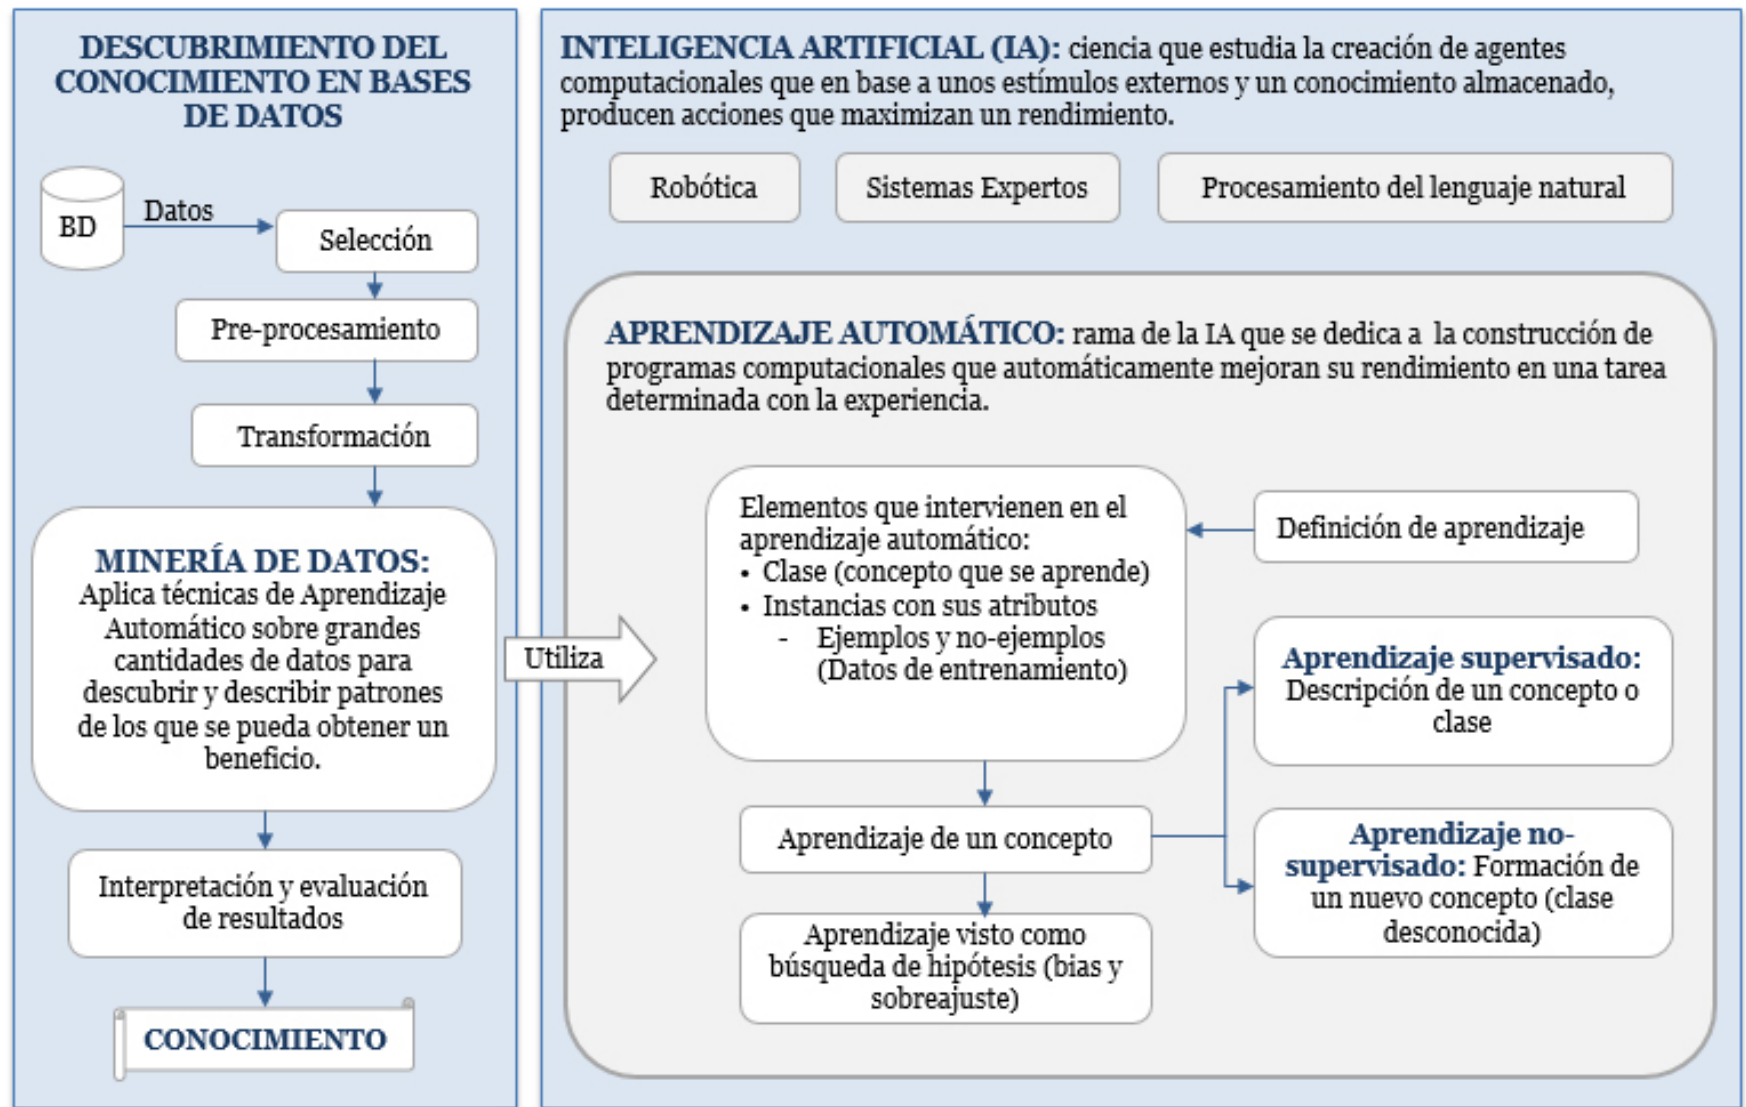 DESCUBRIMIENTO DEL
CONOCIMIENTO EN BASES
DE DATOS
BD
Datos
Selección
Pre-procesamiento
Transformación
MINERÍA DE DATOS:
Aplica técnicas de Aprendizaje
Automático sobre grandes
cantidades de datos para
descubrir y describir patrones
de los que se pueda obtener un
beneficio.
Interpretación y evaluación
de resultados
CONOCIMIENTO
Utiliza
INTELIGENCIA ARTIFICIAL (IA): ciencia que estudia la creación de agentes
computacionales que en base a unos estímulos externos y un conocimiento almacenado,
producen acciones que maximizan un rendimiento.
Robótica
Sistemas Expertos
Procesamiento del lenguaje natural
APRENDIZAJE AUTOMÁTICO: rama de la IA que se dedica a la construcción de
programas computacionales que automáticamente mejoran su rendimiento en una tarea
determinada con la experiencia.
Elementos que intervienen en el
aprendizaje automático:
• Clase (concepto que se aprende)
• Instancias con sus atributos
- Ejemplos y no-ejemplos
(Datos de entrenamiento)
Definición de aprendizaje
Aprendizaje supervisado:
Descripción de un concepto o
clase
Aprendizaje de un concepto
Aprendizaje no-
supervisado: Formación de
un nuevo concepto (clase
desconocida)
Aprendizaje visto como
búsqueda de hipótesis (bias y
sobreajuste)